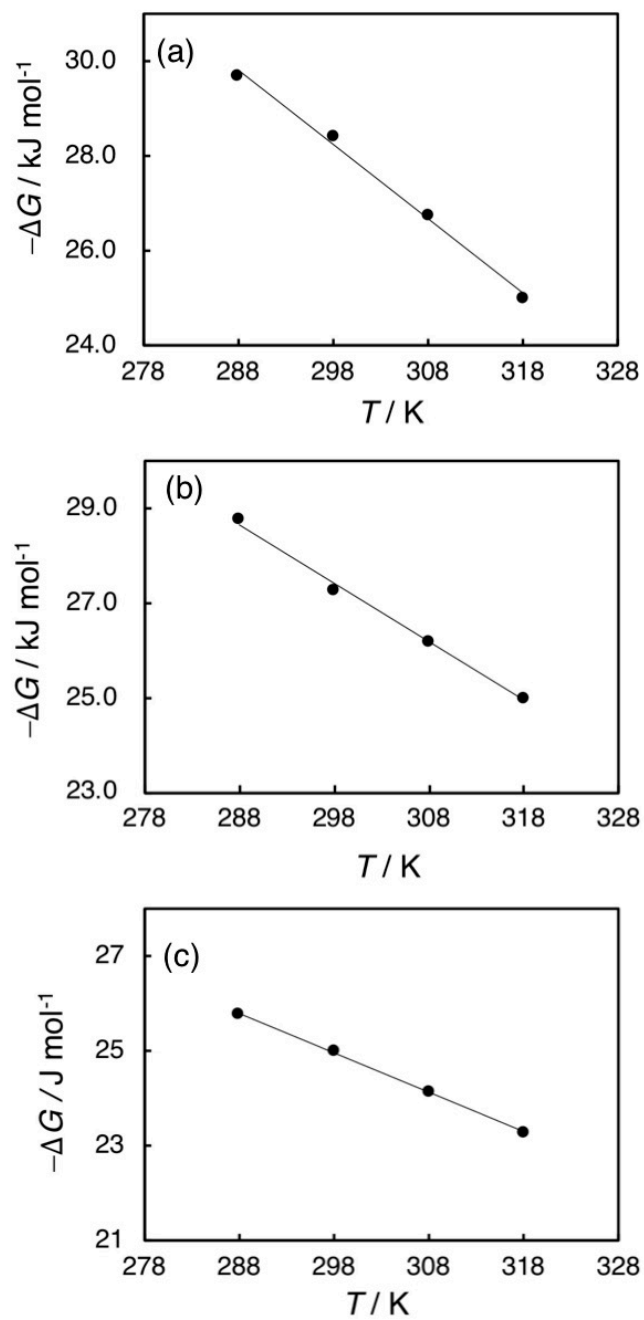 (a)
30.0
28.0
26.0
24.0
−ΔG / kJ mol⁻¹
278 288 298 308 318 328
T / K
(b)
29.0
27.0
25.0
23.0
−ΔG / kJ mol⁻¹
278 288 298 308 318 328
T / K
(c)
27
25
23
21
−ΔG / J mol⁻¹
278 288 298 308 318 328
T / K